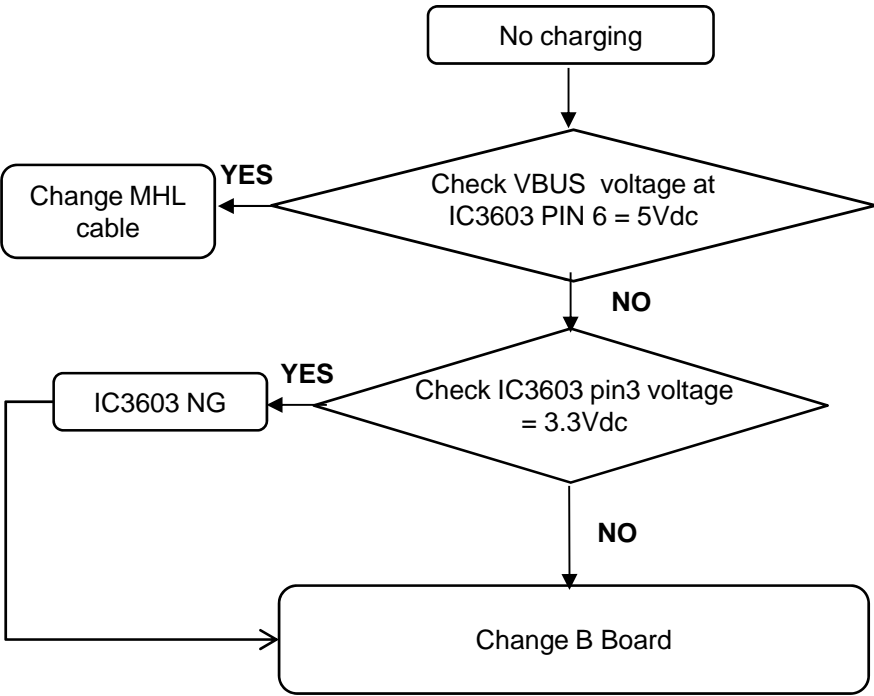 No charging
YES
Check VBUS voltage at
IC3603 PIN 6 = 5Vdc
Change MHL
cable
NO
YES
Check IC3603 pin3 voltage
= 3.3Vdc
IC3603 NG
NO
Change B Board